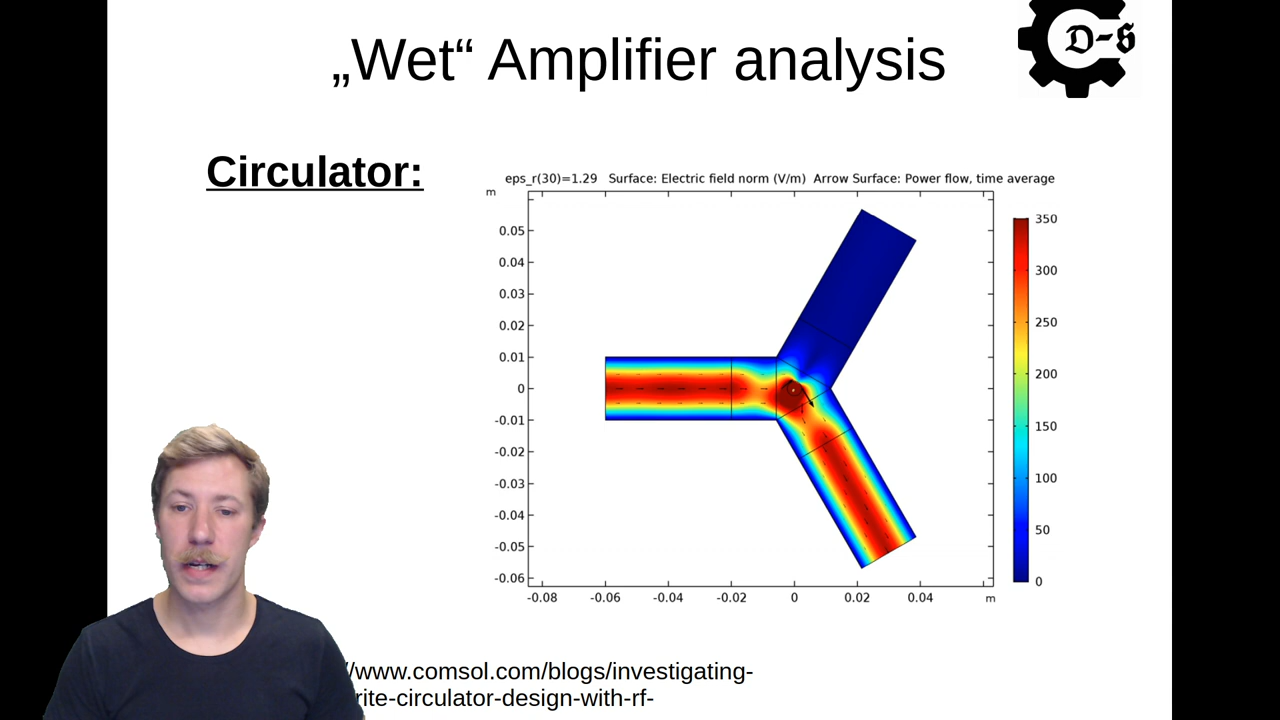 „Wet“ Amplifier analysis
D-S
Circulator:
eps_r(30)=1.29 Surface: Electric field norm (V/m) Arrow Surface: Power flow, time average
m
0.05
0.04
0.03
0.02
0.01
0
-0.01
-0.02
-0.03
-0.04
-0.05
-0.06
-0.08 -0.06 -0.04 -0.02 0 0.02 0.04 m
350
300
250
200
150
100
50
0
/www.comsol.com/blogs/investigating-
rite-circulator-design-with-rf-